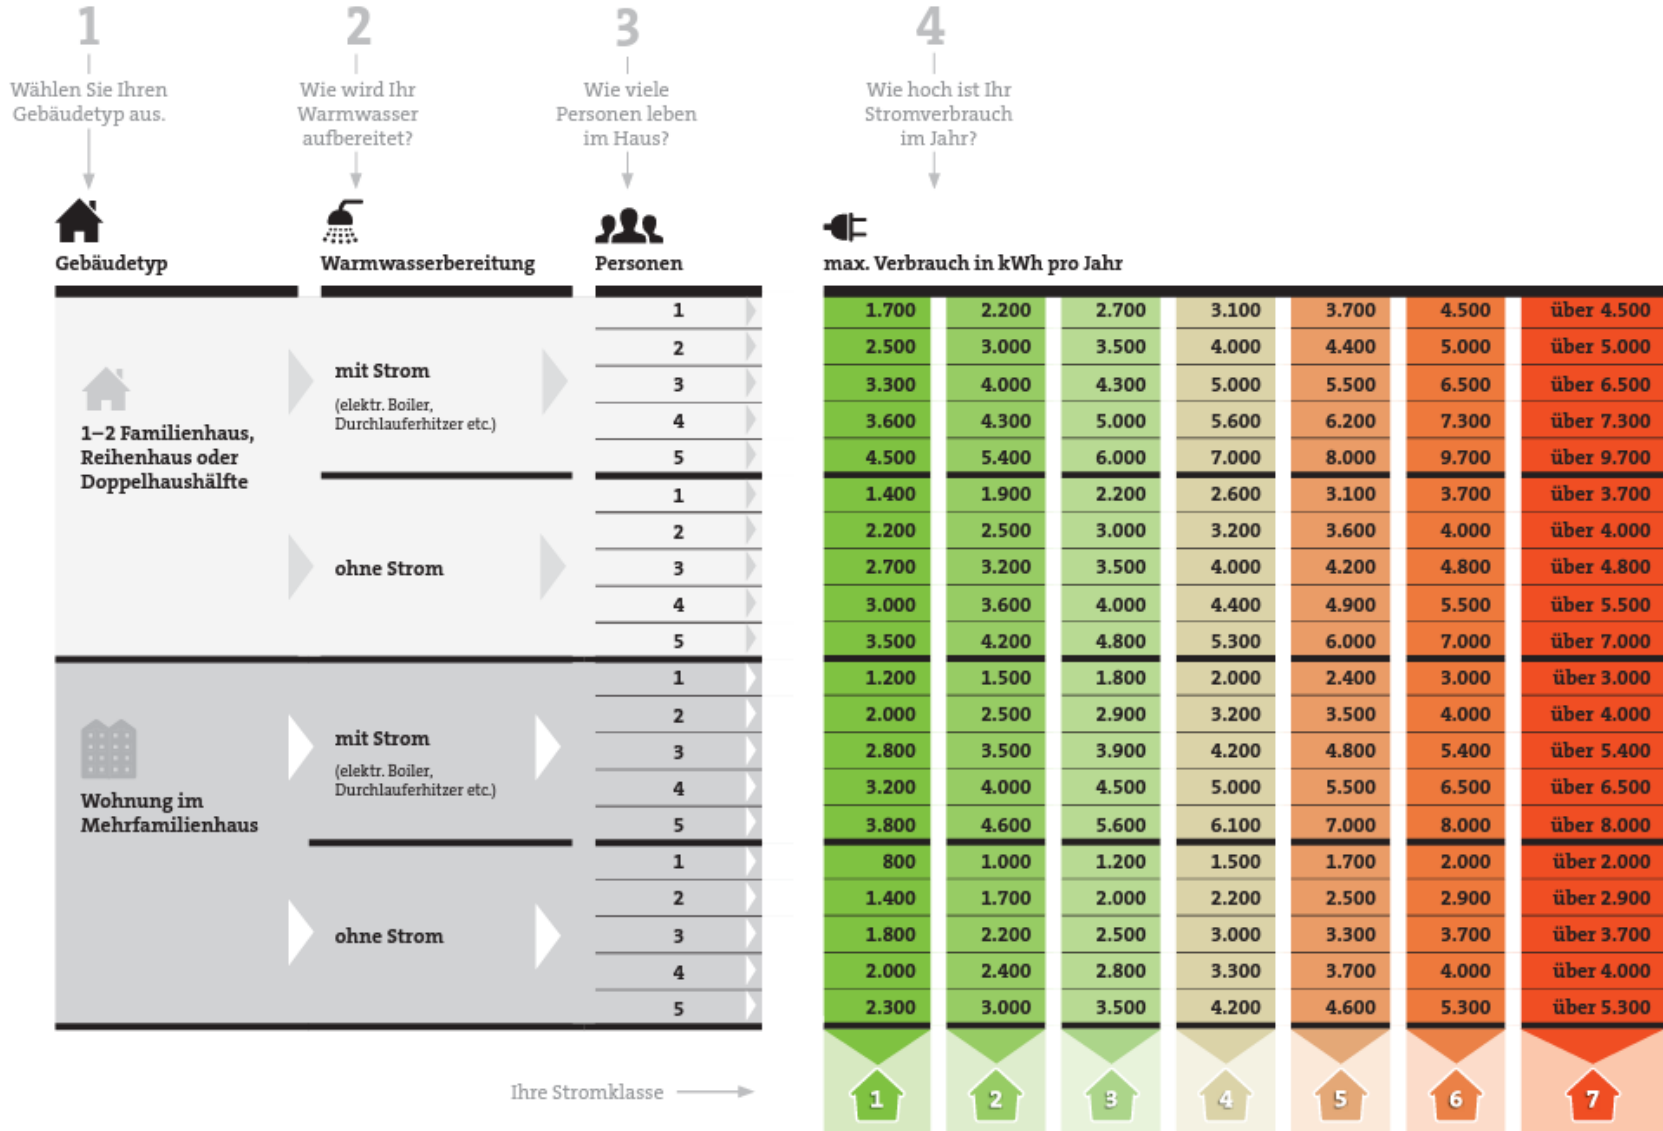 1
2
3
4
Wählen Sie Ihren
Gebäudetyp aus.
Wie wird Ihr
Warmwasser
aufbereitet?
Wie viele
Personen leben
im Haus?
Wie hoch ist Ihr
Stromverbrauch
im Jahr?
Gebäudetyp
Warmwasserbereitung
Personen
max. Verbrauch in kWh pro Jahr
1–2 Familienhaus,
Reihenhaus oder
Doppelhaushälfte
mit Strom
(elektr. Boiler,
Durchlauferhitzer etc.)
1 1.700 2.200 2.700 3.100 3.700 4.500 über 4.500
2 2.500 3.000 3.500 4.000 4.400 5.000 über 5.000
3 3.300 4.000 4.300 5.000 5.500 6.500 über 6.500
4 3.600 4.300 5.000 5.600 6.200 7.300 über 7.300
5 4.500 5.400 6.000 7.000 8.000 9.700 über 9.700
ohne Strom
1 1.400 1.900 2.200 2.600 3.100 3.700 über 3.700
2 2.200 2.500 3.000 3.200 3.600 4.000 über 4.000
3 2.700 3.200 3.500 4.000 4.200 4.800 über 4.800
4 3.000 3.600 4.000 4.400 4.900 5.500 über 5.500
5 3.500 4.200 4.800 5.300 6.000 7.000 über 7.000
Wohnung im
Mehrfamilienhaus
mit Strom
(elektr. Boiler,
Durchlauferhitzer etc.)
1 1.200 1.500 1.800 2.000 2.400 3.000 über 3.000
2 2.000 2.500 2.900 3.200 3.500 4.000 über 4.000
3 2.800 3.500 3.900 4.200 4.800 5.400 über 5.400
4 3.200 4.000 4.500 5.000 5.500 6.500 über 6.500
5 3.800 4.600 5.600 6.100 7.000 8.000 über 8.000
ohne Strom
1 800 1.000 1.200 1.500 1.700 2.000 über 2.000
2 1.400 1.700 2.000 2.200 2.500 2.900 über 2.900
3 1.800 2.200 2.500 3.000 3.300 3.700 über 3.700
4 2.000 2.400 2.800 3.300 3.700 4.000 über 4.000
5 2.300 3.000 3.500 4.200 4.600 5.300 über 5.300
Ihre Stromklasse
1 2 3 4 5 6 7